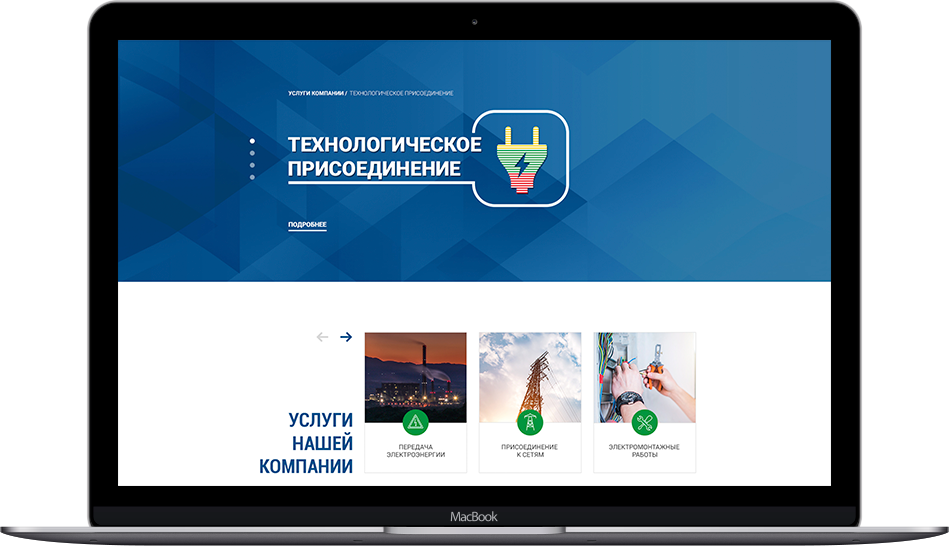 УСЛУГИ КОМПАНИИ / ТЕХНОЛОГИЧЕСКОЕ ПРИСОЕДИНЕНИЕ
ТЕХНОЛОГИЧЕСКОЕ
ПРИСОЕДИНЕНИЕ
ПОДРОБНЕЕ
УСЛУГИ
НАШЕЙ
КОМПАНИИ
ПЕРЕДАЧА
ЭЛЕКТРОЭНЕРГИИ
ПРИСОЕДИНЕНИЕ
К СЕТЯМ
ЭЛЕКТРОМОНТАЖНЫЕ
РАБОТЫ
MacBook